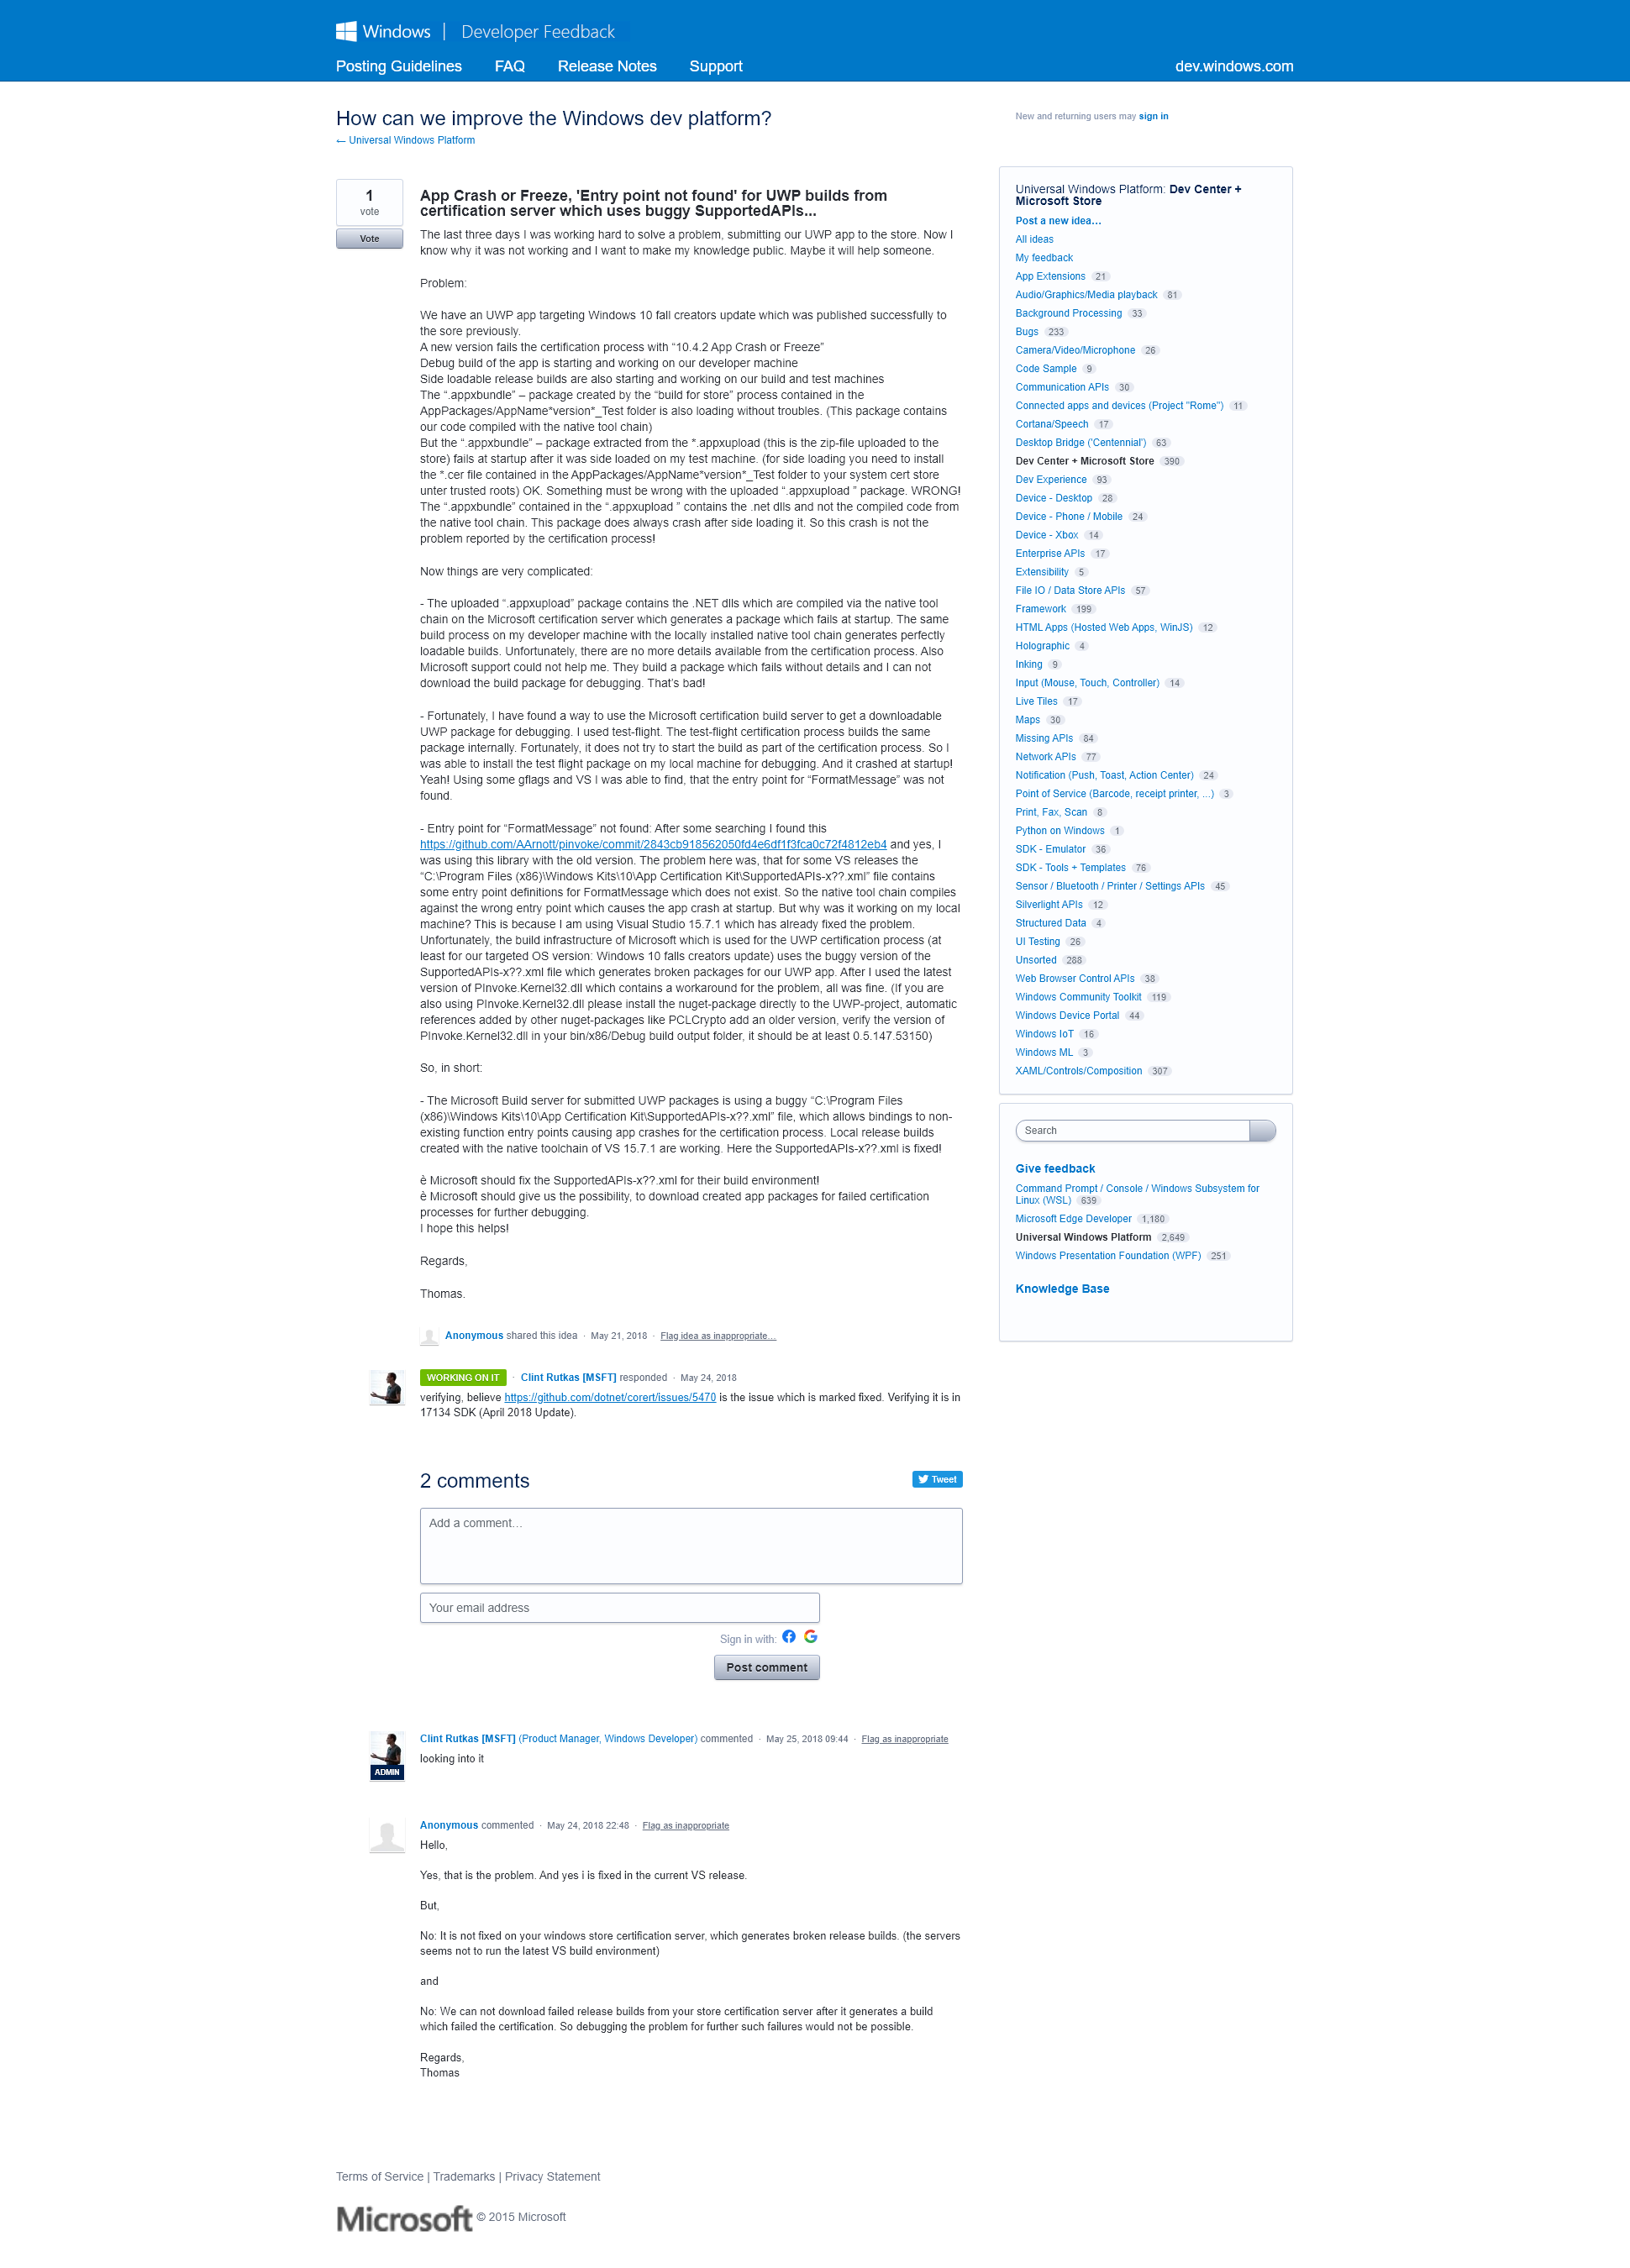 Windows | Developer Feedback
Posting Guidelines FAQ Release Notes Support dev.windows.com
How can we improve the Windows dev platform?
← Universal Windows Platform
New and returning users may sign in
1
vote
Vote
App Crash or Freeze, 'Entry point not found' for UWP builds from
certification server which uses buggy SupportedAPIs...
The last three days I was working hard to solve a problem, submitting our UWP app to the store. Now I
know why it was not working and I want to make my knowledge public. Maybe it will help someone.
Problem:
We have an UWP app targeting Windows 10 fall creators update which was published successfully to
the sore previously.
A new version fails the certification process with “10.4.2 App Crash or Freeze”
Debug build of the app is starting and working on our developer machine
Side loadable release builds are also starting and working on our build and test machines
The “.appxbundle” – package created by the “build for store” process contained in the
AppPackages/AppName*version*_Test folder is also loading without troubles. (This package contains
our code compiled with the native tool chain)
But the “.appxbundle” – package extracted from the *.appxupload (this is the zip-file uploaded to the
store) fails at startup after it was side loaded on my test machine. (for side loading you need to install
the *.cer file contained in the AppPackages/AppName*version*_Test folder to your system cert store
unter trusted roots) OK. Something must be wrong with the uploaded “.appxupload ” package. WRONG!
The “.appxbundle” contained in the “.appxupload ” contains the .net dlls and not the compiled code from
the native tool chain. This package does always crash after side loading it. So this crash is not the
problem reported by the certification process!
Now things are very complicated:
- The uploaded “.appxupload” package contains the .NET dlls which are compiled via the native tool
chain on the Microsoft certification server which generates a package which fails at startup. The same
build process on my developer machine with the locally installed native tool chain generates perfectly
loadable builds. Unfortunately, there are no more details available from the certification process. Also
Microsoft support could not help me. They build a package which fails without details and I can not
download the build package for debugging. That’s bad!
- Fortunately, I have found a way to use the Microsoft certification build server to get a downloadable
UWP package for debugging. I used test-flight. The test-flight certification process builds the same
package internally. Fortunately, it does not try to start the build as part of the certification process. So I
was able to install the test flight package on my local machine for debugging. And it crashed at startup!
Yeah! Using some gflags and VS I was able to find, that the entry point for “FormatMessage” was not
found.
- Entry point for “FormatMessage” not found: After some searching I found this
https://github.com/AArnott/pinvoke/commit/2843cb918562050fd4e6df1f3fca0c72f4812eb4 and yes, I
was using this library with the old version. The problem here was, that for some VS releases the
“C:\Program Files (x86)\Windows Kits\10\App Certification Kit\SupportedAPIs-x??.xml” file contains
some entry point definitions for FormatMessage which does not exist. So the native tool chain compiles
against the wrong entry point which causes the app crash at startup. But why was it working on my local
machine? This is because I am using Visual Studio 15.7.1 which has already fixed the problem.
Unfortunately, the build infrastructure of Microsoft which is used for the UWP certification process (at
least for our targeted OS version: Windows 10 falls creators update) uses the buggy version of the
SupportedAPIs-x??.xml file which generates broken packages for our UWP app. After I used the latest
version of PInvoke.Kernel32.dll which contains a workaround for the problem, all was fine. (If you are
also using PInvoke.Kernel32.dll please install the nuget-package directly to the UWP-project, automatic
references added by other nuget-packages like PCLCrypto add an older version, verify the version of
PInvoke.Kernel32.dll in your bin/x86/Debug build output folder, it should be at least 0.5.147.53150)
So, in short:
- The Microsoft Build server for submitted UWP packages is using a buggy “C:\Program Files
(x86)\Windows Kits\10\App Certification Kit\SupportedAPIs-x??.xml” file, which allows bindings to non-
existing function entry points causing app crashes for the certification process. Local release builds
created with the native toolchain of VS 15.7.1 are working. Here the SupportedAPIs-x??.xml is fixed!
è Microsoft should fix the SupportedAPIs-x??.xml for their build environment!
è Microsoft should give us the possibility, to download created app packages for failed certification
processes for further debugging.
I hope this helps!
Regards,
Thomas.
Anonymous shared this idea · May 21, 2018 · Flag idea as inappropriate…
WORKING ON IT · Clint Rutkas [MSFT] responded · May 24, 2018
verifying, believe https://github.com/dotnet/corert/issues/5470 is the issue which is marked fixed. Verifying it is in
17134 SDK (April 2018 Update).
2 comments
Tweet
Add a comment…
Your email address
Sign in with:
Post comment
Clint Rutkas [MSFT] (Product Manager, Windows Developer) commented · May 25, 2018 09:44 · Flag as inappropriate
looking into it
ADMIN
Anonymous commented · May 24, 2018 22:48 · Flag as inappropriate
Hello,
Yes, that is the problem. And yes i is fixed in the current VS release.
But,
No: It is not fixed on your windows store certification server, which generates broken release builds. (the servers
seems not to run the latest VS build environment)
and
No: We can not download failed release builds from your store certification server after it generates a build
which failed the certification. So debugging the problem for further such failures would not be possible.
Regards,
Thomas
Universal Windows Platform: Dev Center +
Microsoft Store
Post a new idea…
All ideas
My feedback
App Extensions 21
Audio/Graphics/Media playback 81
Background Processing 33
Bugs 233
Camera/Video/Microphone 26
Code Sample 9
Communication APIs 30
Connected apps and devices (Project "Rome") 11
Cortana/Speech 17
Desktop Bridge ('Centennial') 63
Dev Center + Microsoft Store 390
Dev Experience 93
Device - Desktop 28
Device - Phone / Mobile 24
Device - Xbox 14
Enterprise APIs 17
Extensibility 5
File IO / Data Store APIs 57
Framework 199
HTML Apps (Hosted Web Apps, WinJS) 12
Holographic 4
Inking 9
Input (Mouse, Touch, Controller) 14
Live Tiles 17
Maps 30
Missing APIs 84
Network APIs 77
Notification (Push, Toast, Action Center) 24
Point of Service (Barcode, receipt printer, ...) 3
Print, Fax, Scan 8
Python on Windows 1
SDK - Emulator 36
SDK - Tools + Templates 76
Sensor / Bluetooth / Printer / Settings APIs 45
Silverlight APIs 12
Structured Data 4
UI Testing 26
Unsorted 288
Web Browser Control APIs 38
Windows Community Toolkit 119
Windows Device Portal 44
Windows IoT 16
Windows ML 3
XAML/Controls/Composition 307
Search
Give feedback
Command Prompt / Console / Windows Subsystem for
Linux (WSL) 639
Microsoft Edge Developer 1,180
Universal Windows Platform 2,649
Windows Presentation Foundation (WPF) 251
Knowledge Base
Terms of Service | Trademarks | Privacy Statement
Microsoft © 2015 Microsoft